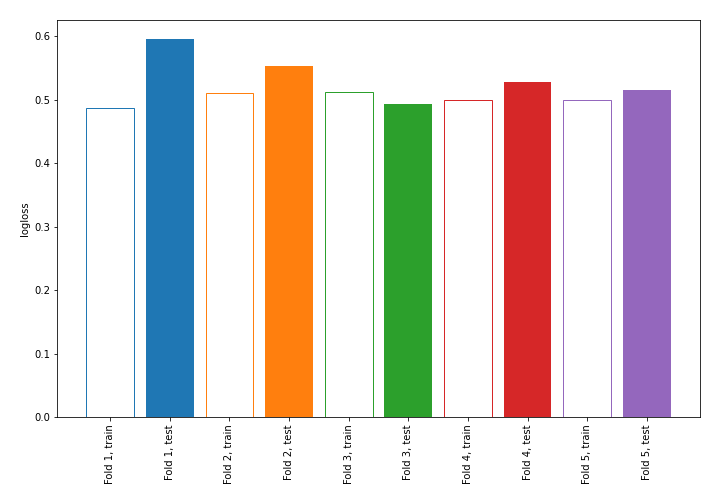 0.6
0.5
0.4
0.3
0.2
0.1
0.0
logloss
Fold 1, train
Fold 1, test
Fold 2, train
Fold 2, test
Fold 3, train
Fold 3, test
Fold 4, train
Fold 4, test
Fold 5, train
Fold 5, test